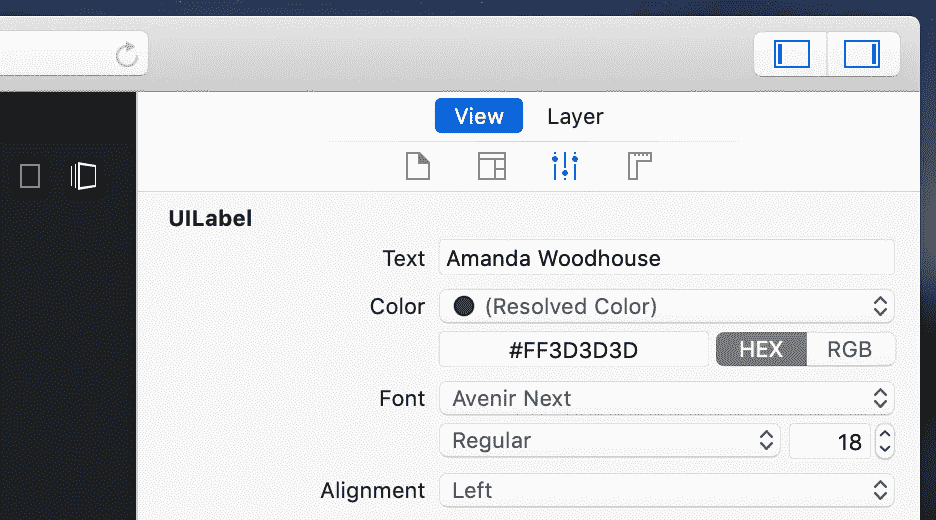 View Layer
UILabel
Text Amanda Woodhouse
Color (Resolved Color)
#FF3D3D3D HEX RGB
Font Avenir Next
Regular 18
Alignment Left